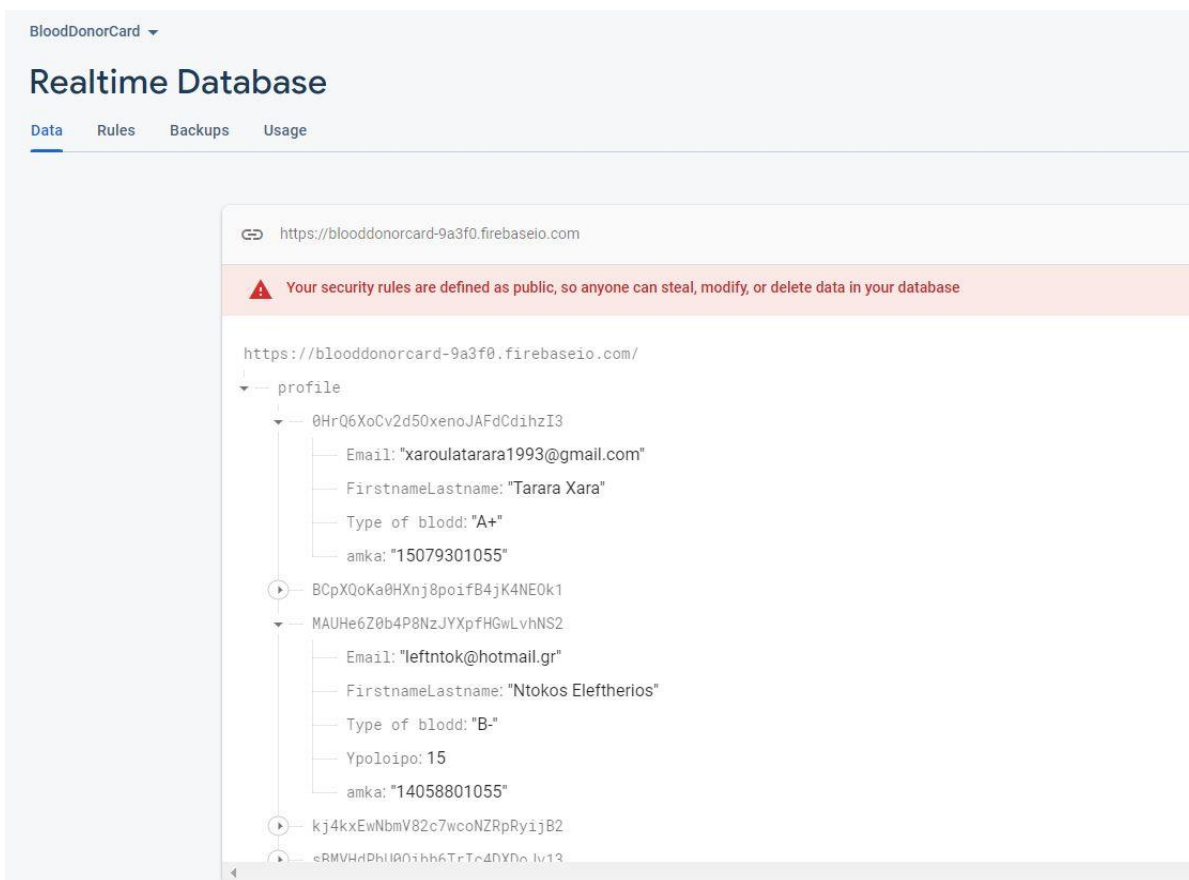 BloodDonorCard
Realtime Database
Data Rules Backups Usage
https://blooddonorcard-9a3f0.firebaseio.com
Your security rules are defined as public, so anyone can steal, modify, or delete data in your database
https://blooddonorcard-9a3f0.firebaseio.com/
profile
0HrQ6XoCv2d5OxenoJAFdCdihzI3
Email: "xaroulatarara1993@gmail.com"
FirstnameLastname: "Tarara Xara"
Type of blodd: "A+"
amka: "15079301055"
BCpXQoKa0HXnj8poifB4jK4NEOk1
MAUHe6Z0b4P8NzJYXpfHGwLvhNS2
Email: "leftntok@hotmail.gr"
FirstnameLastname: "Ntokos Eleftherios"
Type of blodd: "B-"
Ypoloipo: 15
amka: "14058801055"
kj4kxEwNbmV82c7wcoNZRpRyijB2